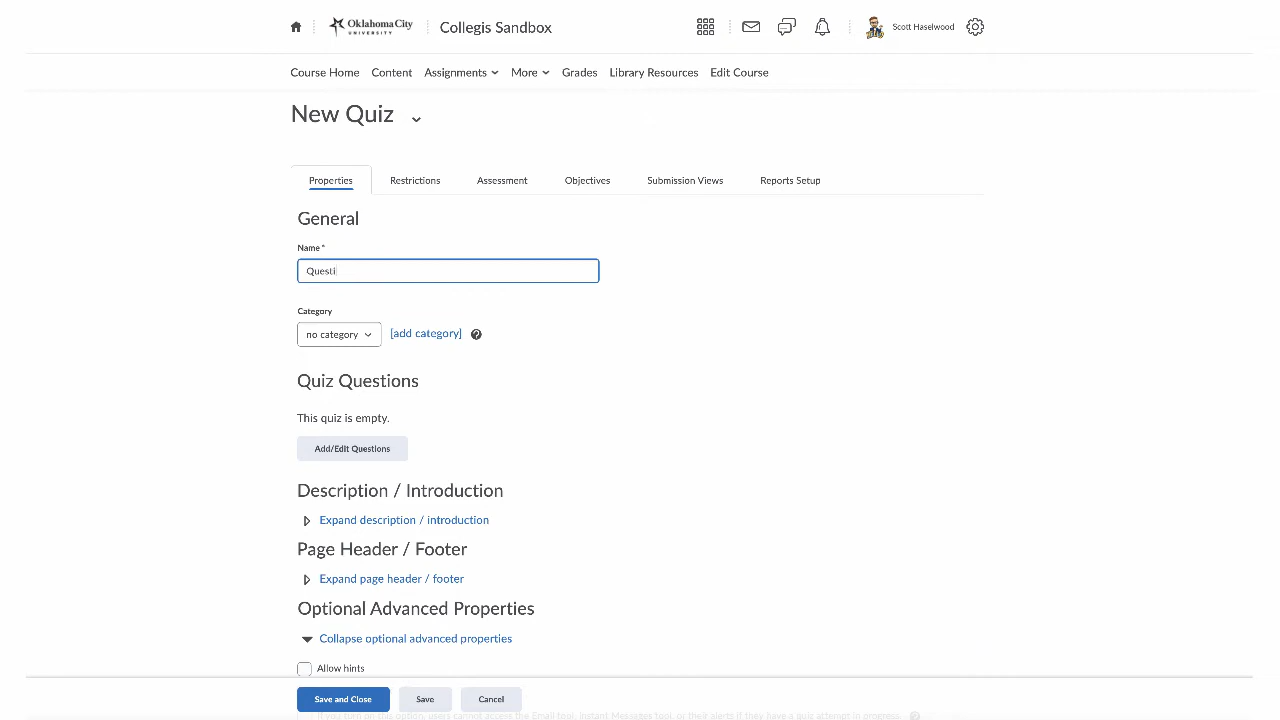 Oklahoma City
UNIVERSITY
Collegis Sandbox
Scott Haselwood
Course Home Content Assignments More Grades Library Resources Edit Course
New Quiz
Properties Restrictions Assessment Objectives Submission Views Reports Setup
General
Name *
Questi
Category
no category [add category]
Quiz Questions
This quiz is empty.
Add/Edit Questions
Description / Introduction
Expand description / introduction
Page Header / Footer
Expand page header / footer
Optional Advanced Properties
Collapse optional advanced properties
Allow hints
Save and Close Save Cancel
If you turn on this option, users cannot access the Email tool, Instant Messages tool, or their alerts if they have a quiz attempt in progress.